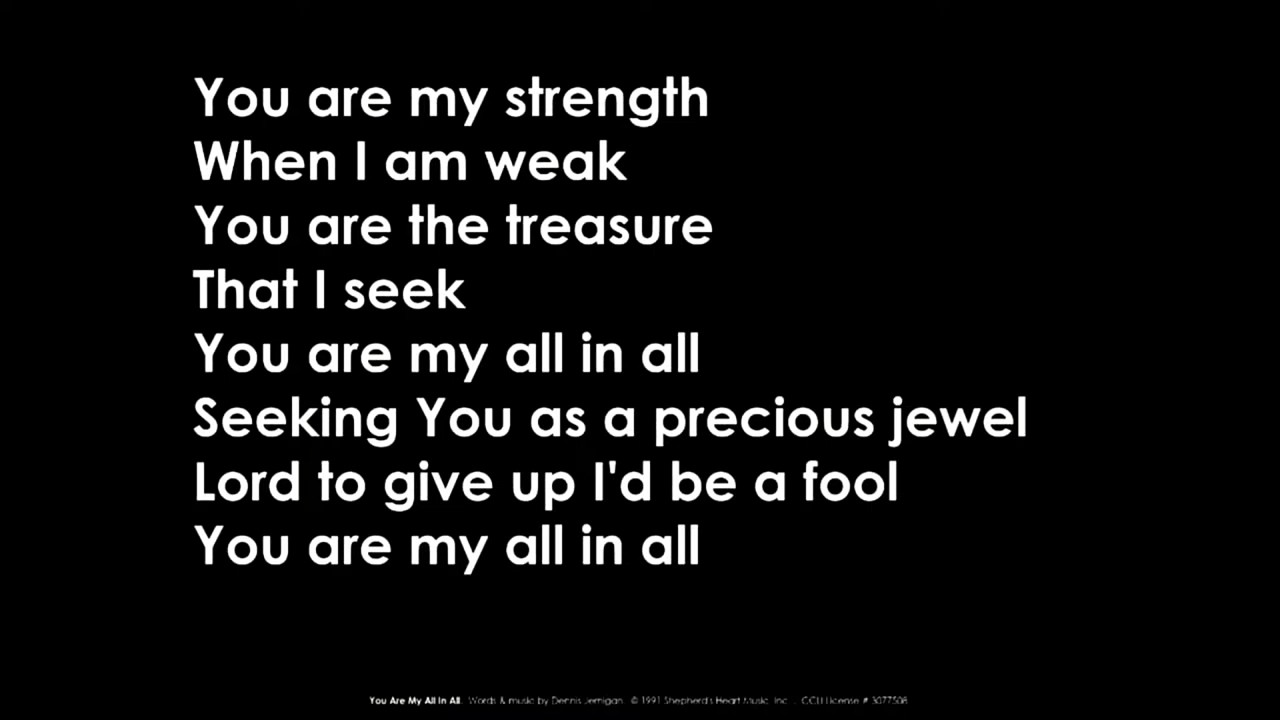 You are my strength
When I am weak
You are the treasure
That I seek
You are my all in all
Seeking You as a precious jewel
Lord to give up I'd be a fool
You are my all in all
You Are My All In All. Words & music by Dennis Jernigan. © 1991 Shepherd's Heart Music, Inc. . CCLI License # 3077508